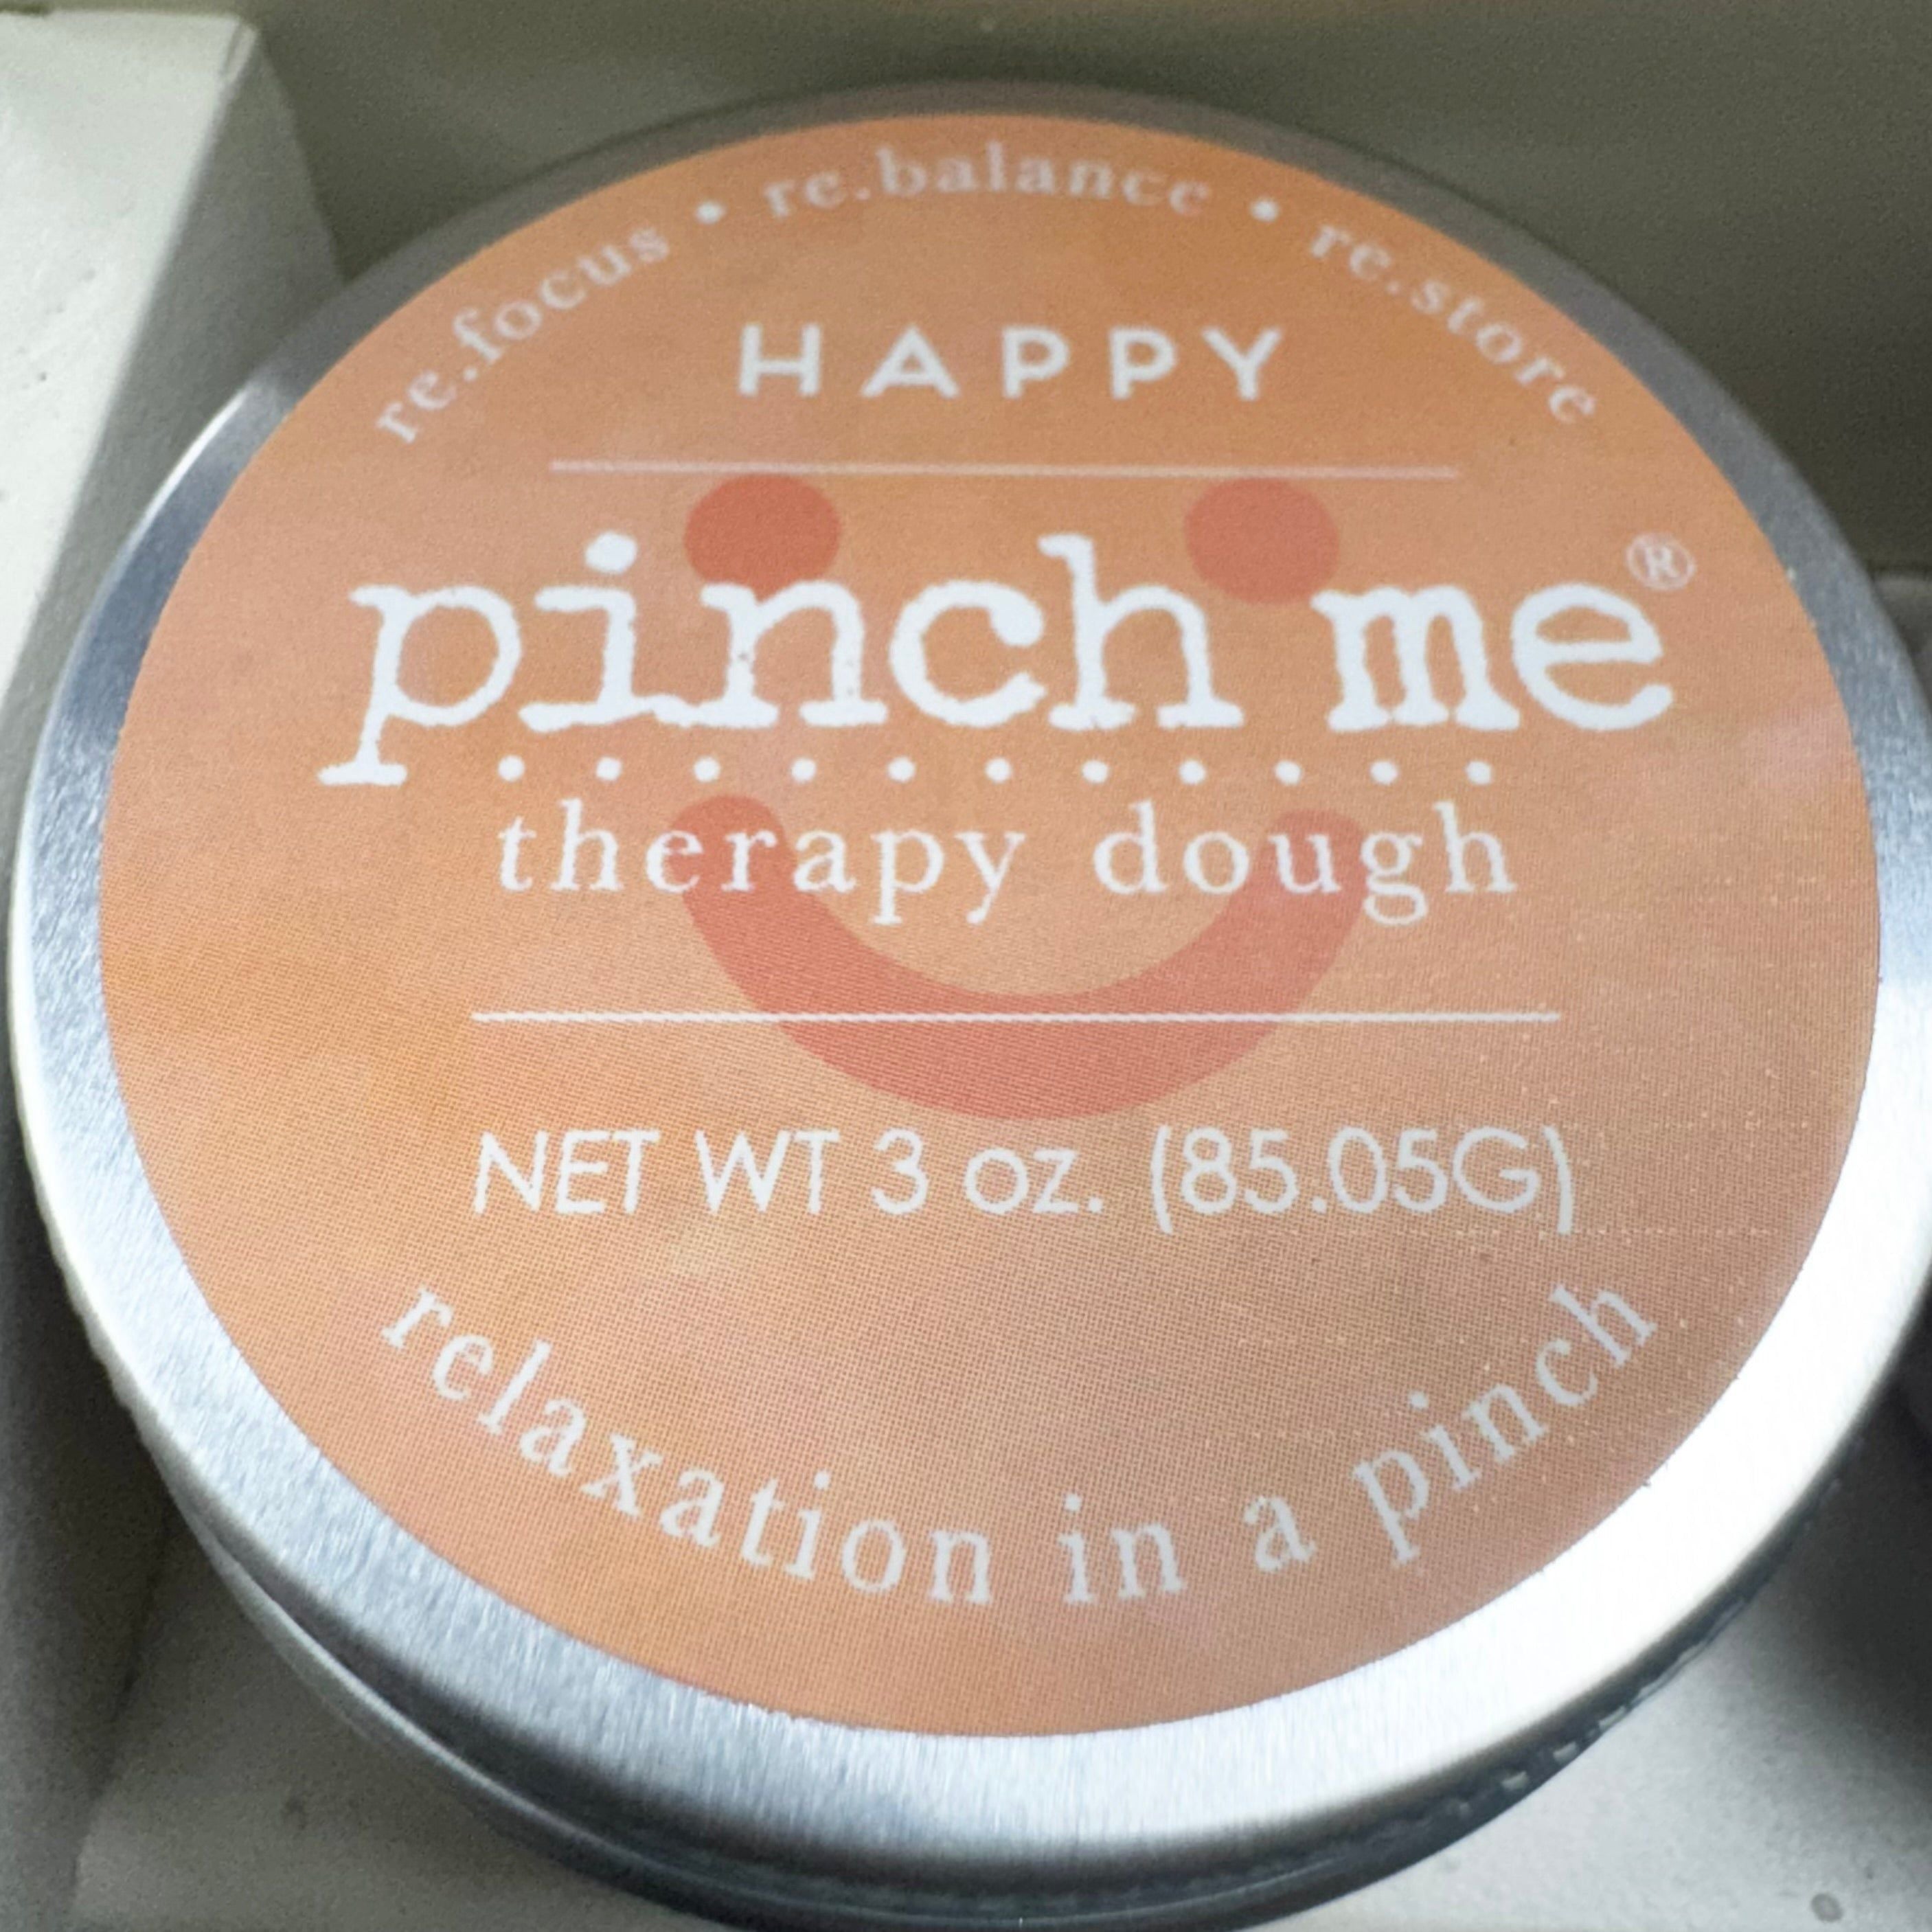 re.focus • re.balance • re.store
HAPPY
pinch me®
therapy dough
NET WT 3 oz. (85.05G)
relaxation in a pinch